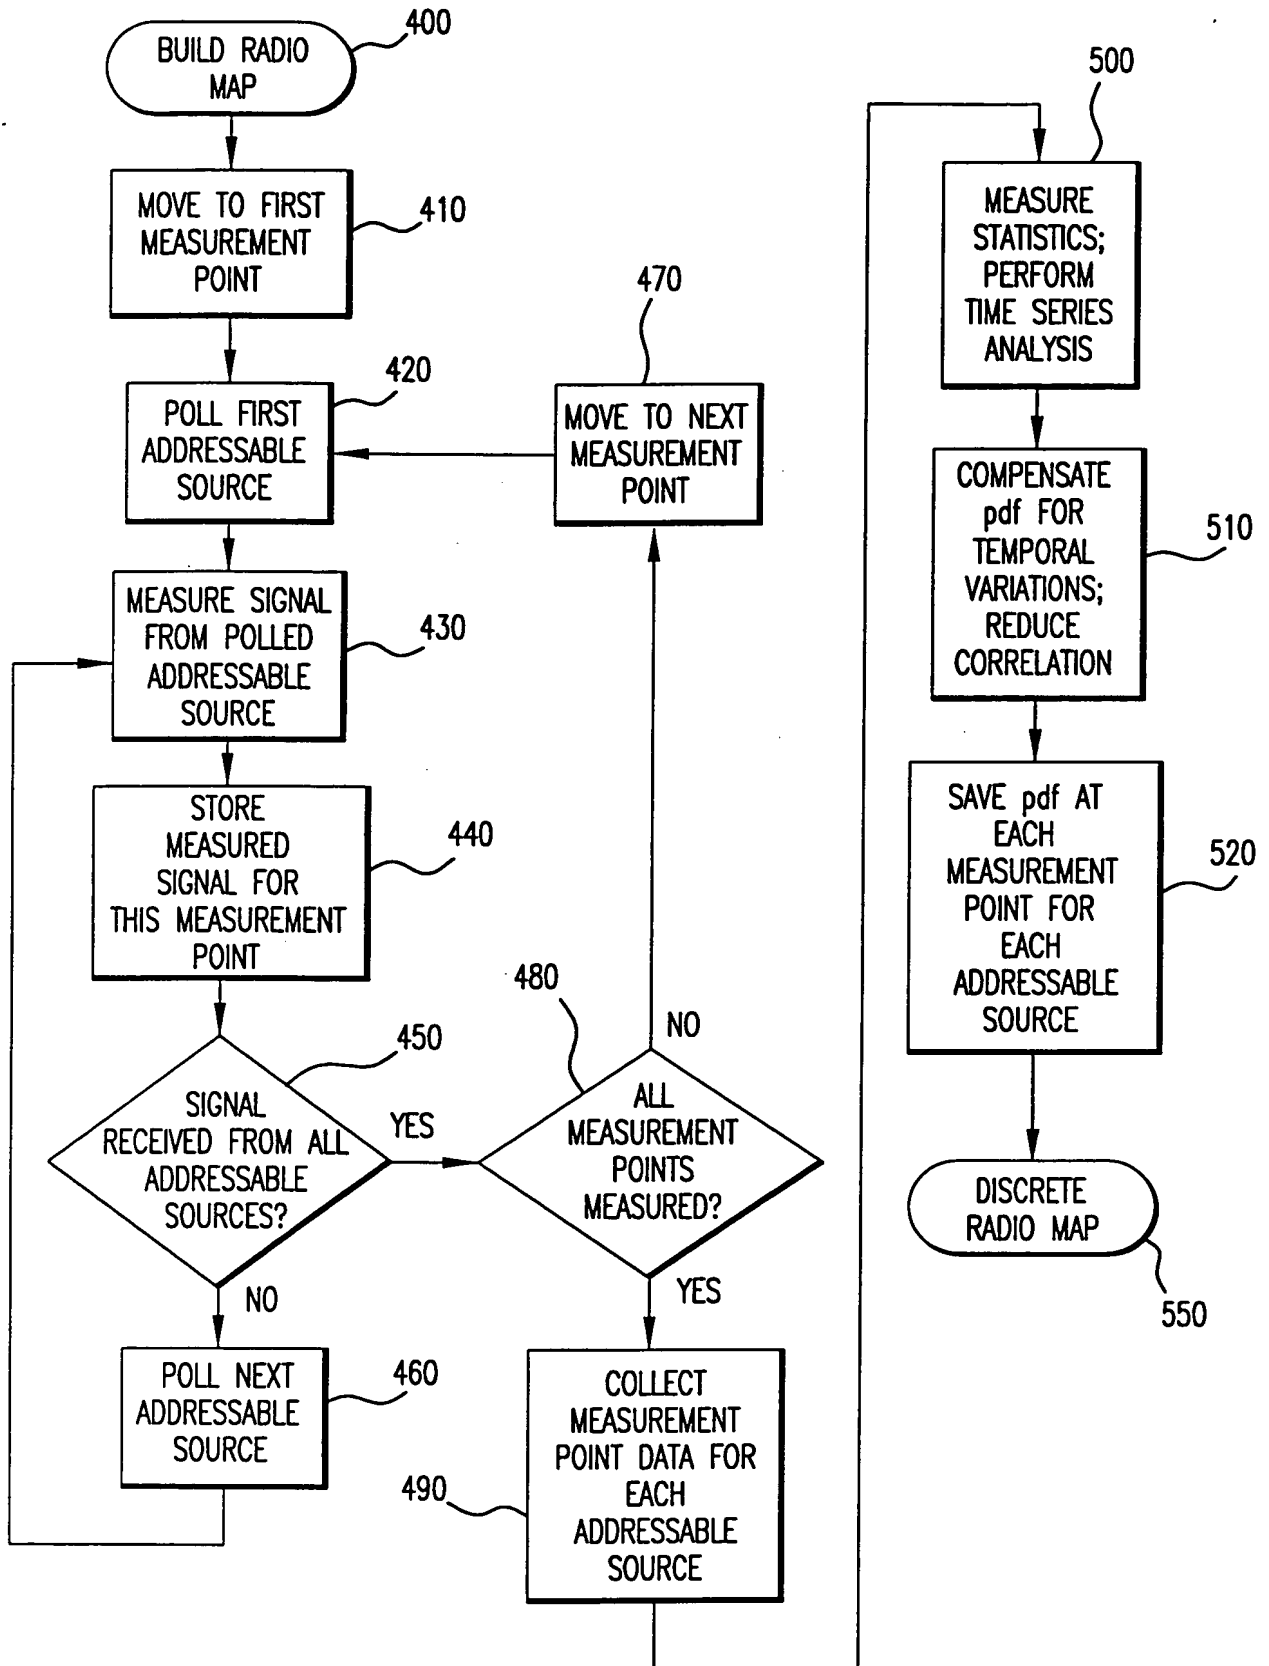 BUILD RADIO
MAP
400
MOVE TO FIRST
MEASUREMENT
POINT
410
POLL FIRST
ADDRESSABLE
SOURCE
420
MEASURE SIGNAL
FROM POLLED
ADDRESSABLE
SOURCE
430
STORE
MEASURED
SIGNAL FOR
THIS MEASUREMENT
POINT
440
SIGNAL
RECEIVED FROM ALL
ADDRESSABLE
SOURCES?
450
YES
NO
POLL NEXT
ADDRESSABLE
SOURCE
460
470
MOVE TO NEXT
MEASUREMENT
POINT
480
NO
ALL
MEASUREMENT
POINTS
MEASURED?
YES
COLLECT
MEASUREMENT
POINT DATA FOR
EACH
ADDRESSABLE
SOURCE
490
500
MEASURE
STATISTICS;
PERFORM
TIME SERIES
ANALYSIS
COMPENSATE
pdf FOR
TEMPORAL
VARIATIONS;
REDUCE
CORRELATION
510
SAVE pdf AT
EACH
MEASUREMENT
POINT FOR
EACH
ADDRESSABLE
SOURCE
520
DISCRETE
RADIO MAP
550